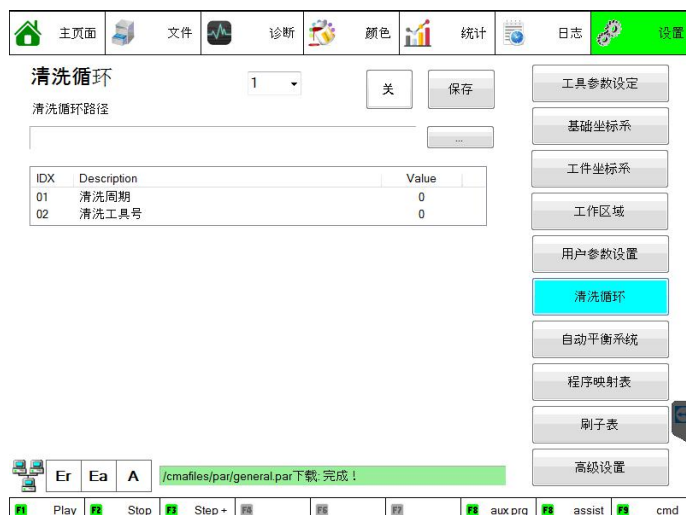 主页面 文件 诊断 颜色 统计 日志 设置
清洗循环 1 关 保存
清洗循环路径
...
IDX Description Value
01 清洗周期 0
02 清洗工具号 0
工具参数设定
基础坐标系
工件坐标系
工作区域
用户参数设置
清洗循环
自动平衡系统
程序映射表
刷子表
高级设置
Er Ea A /cmafiles/par/general.par下载: 完成！
F1 Play F2 Stop F3 Step + F4 F5 F7 F8 aux prg F8 assist F9 cmd